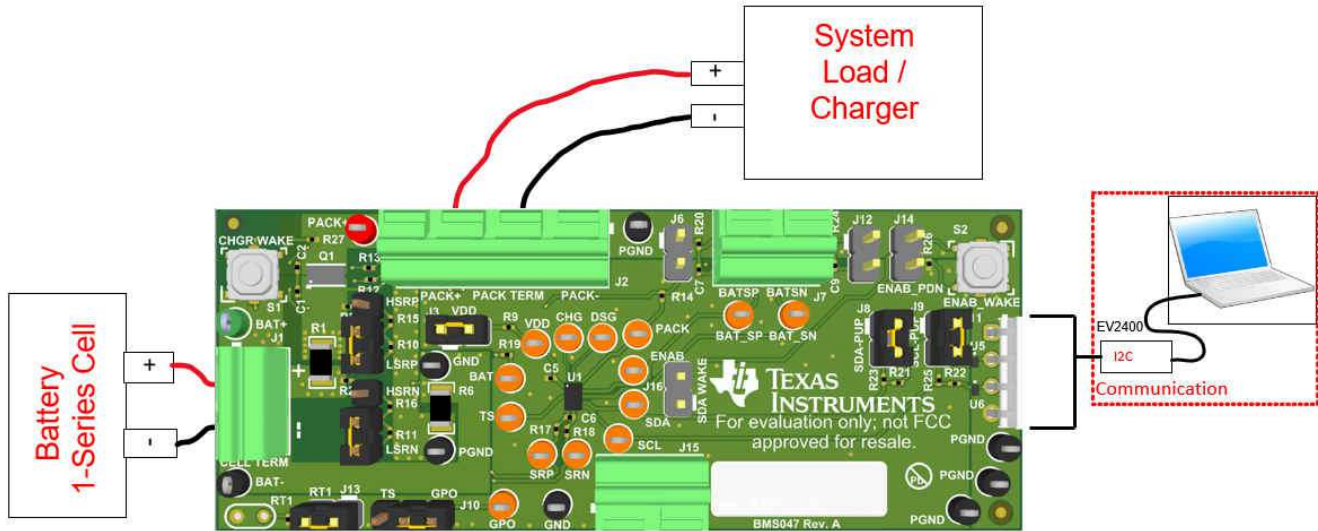 System
Load /
Charger
+
-
Battery
1-Series Cell
+
-
EV2400
I2C
Communication
PACK+
CHGR WAKE
R27
C2
Q1
R13
C1
S1
R12
BAT+
J1
R1
+
HSRP
R15
R10
LSRP
HSRN
R16
R11
LSRN
CELL TERM
BAT-
RT1
RT1
J13
TS
GPO
J10
GPO
GND
PACK+
PACK TERM
PACK-
J2
J3
VDD
R9
R19
GND
R6
PGND
BAT
TS
VDD
CHG
DSG
PACK
C5
U1
C6
R17
R18
SRP
SRN
SCL
SDA
ENAB
J16
SDA WAKE
PGND
J6
R20
C7
R14
BATSP
BATSN
J7
BAT_SP
BAT_SN
R24
C9
J12
J14
R26
ENAB_PDN
S2
ENAB_WAKE
J8
SDA-PUP
R23
R21
J9
R25
R22
U5
U6
TEXAS
INSTRUMENTS
For evaluation only; not FCC
approved for resale.
J15
BMS047 Rev. A
Pb
PGND
PGND
PGND